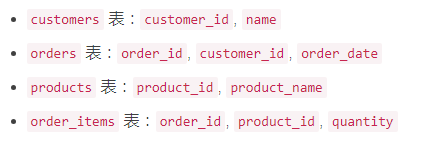 customers 表：customer_id, name
orders 表：order_id, customer_id, order_date
products 表：product_id, product_name
order_items 表：order_id, product_id, quantity